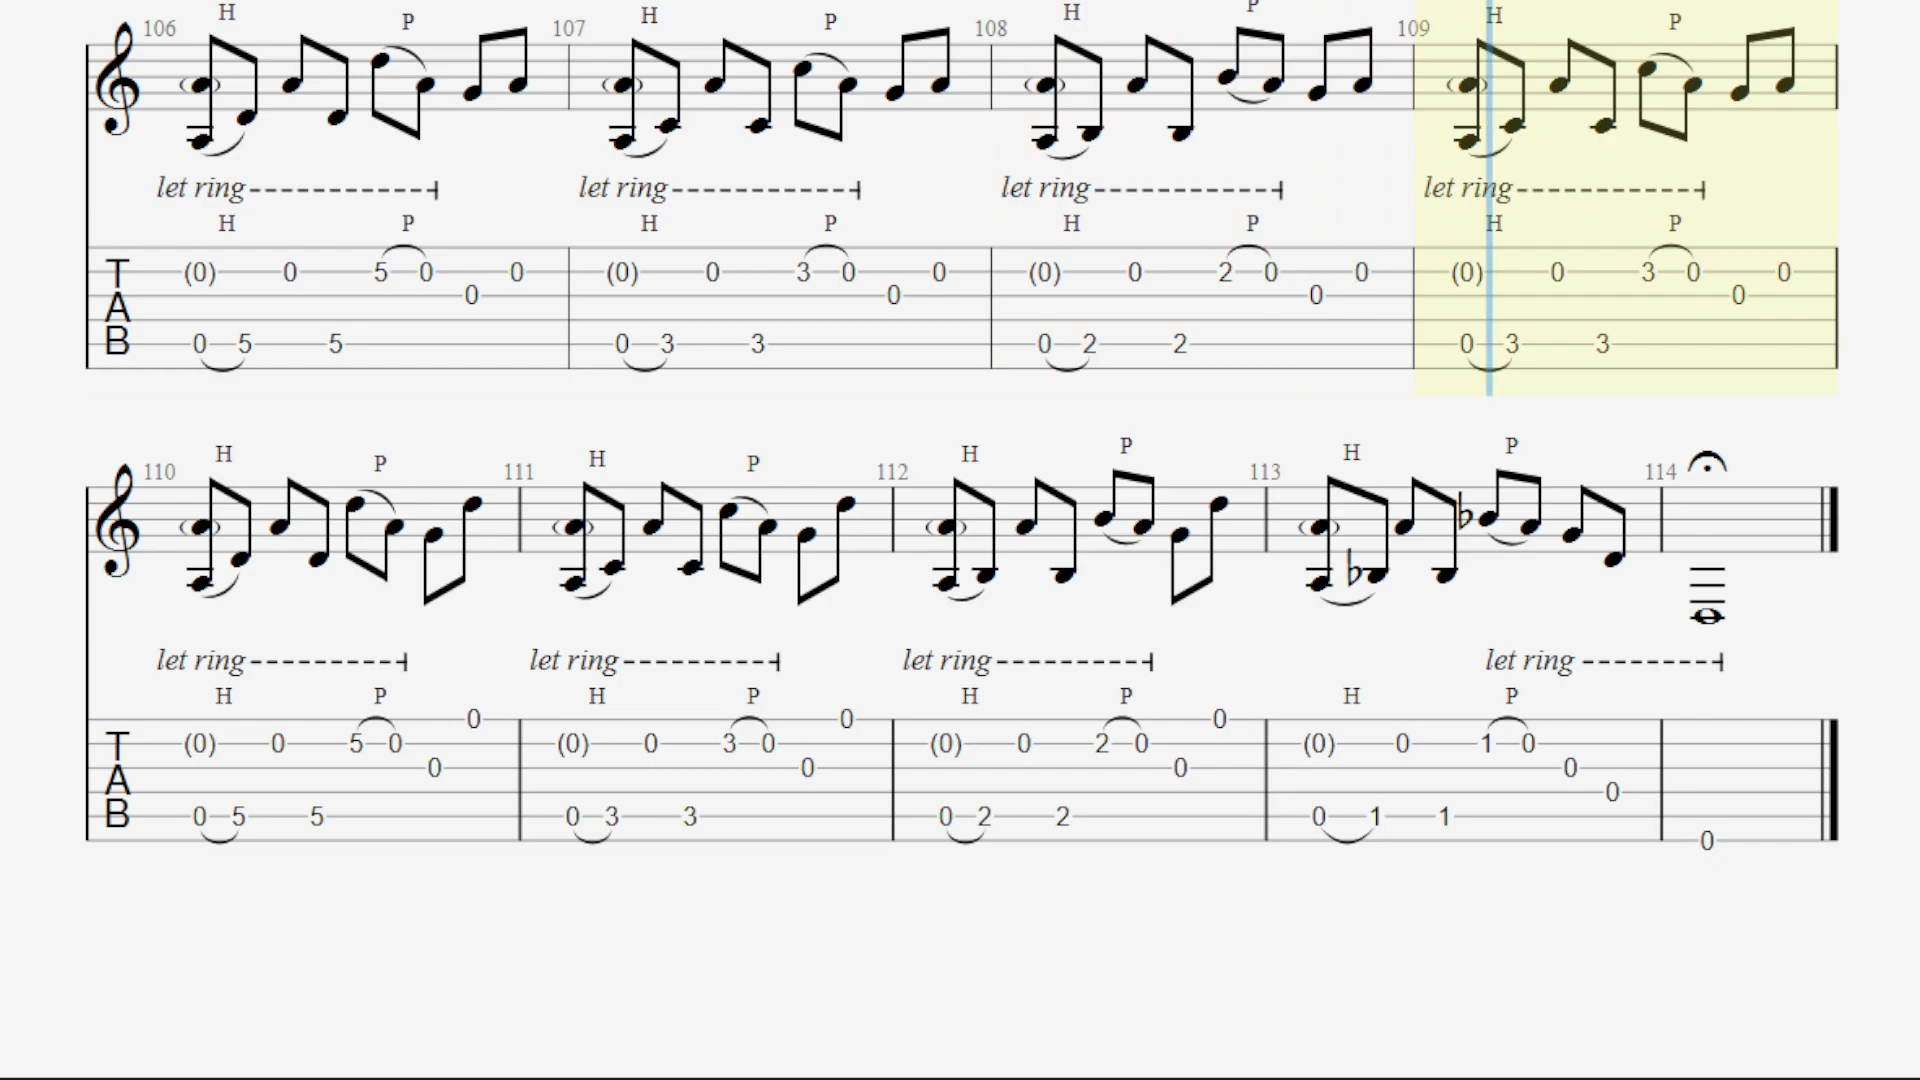 H P H P H P H P
106 107 108 109
let ring let ring let ring let ring
H P H P H P H P
T (0) 0 5 0 0 (0) 0 3 0 0 (0) 0 2 0 0 (0) 0 3 0 0
A 0 0 0 0
B 0 5 5 0 3 3 0 2 2 0 3 3
H P H P H P H P
110 111 112 113 114
let ring let ring let ring let ring
H P H P H P H P
0 0 0
T (0) 0 5 0 (0) 0 3 0 (0) 0 2 0 (0) 0 1 0
0 0 0 0
A 0
B 0 5 5 0 3 3 0 2 2 0 1 1
0